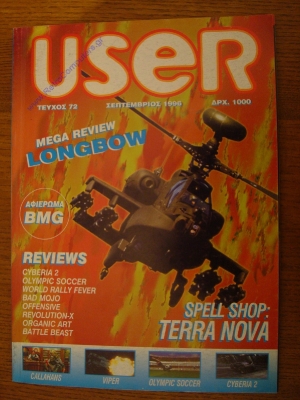 USER
ΤΕΥΧΟΣ 72 ΣΕΠΤΕΜΒΡΙΟΣ 1996 ΔΡΧ. 1000
MEGA REVIEW
LONGBOW
ΑΦΙΕΡΩΜΑ
BMG
REVIEWS
CYBERIA 2
OLYMPIC SOCCER
WORLD RALLY FEVER
BAD MOJO
OFFENSIVE
REVOLUTION-X
ORGANIC ART
BATTLE BEAST
SPELL SHOP:
TERRA NOVA
CALLAHANS VIPER OLYMPIC SOCCER CYBERIA 2